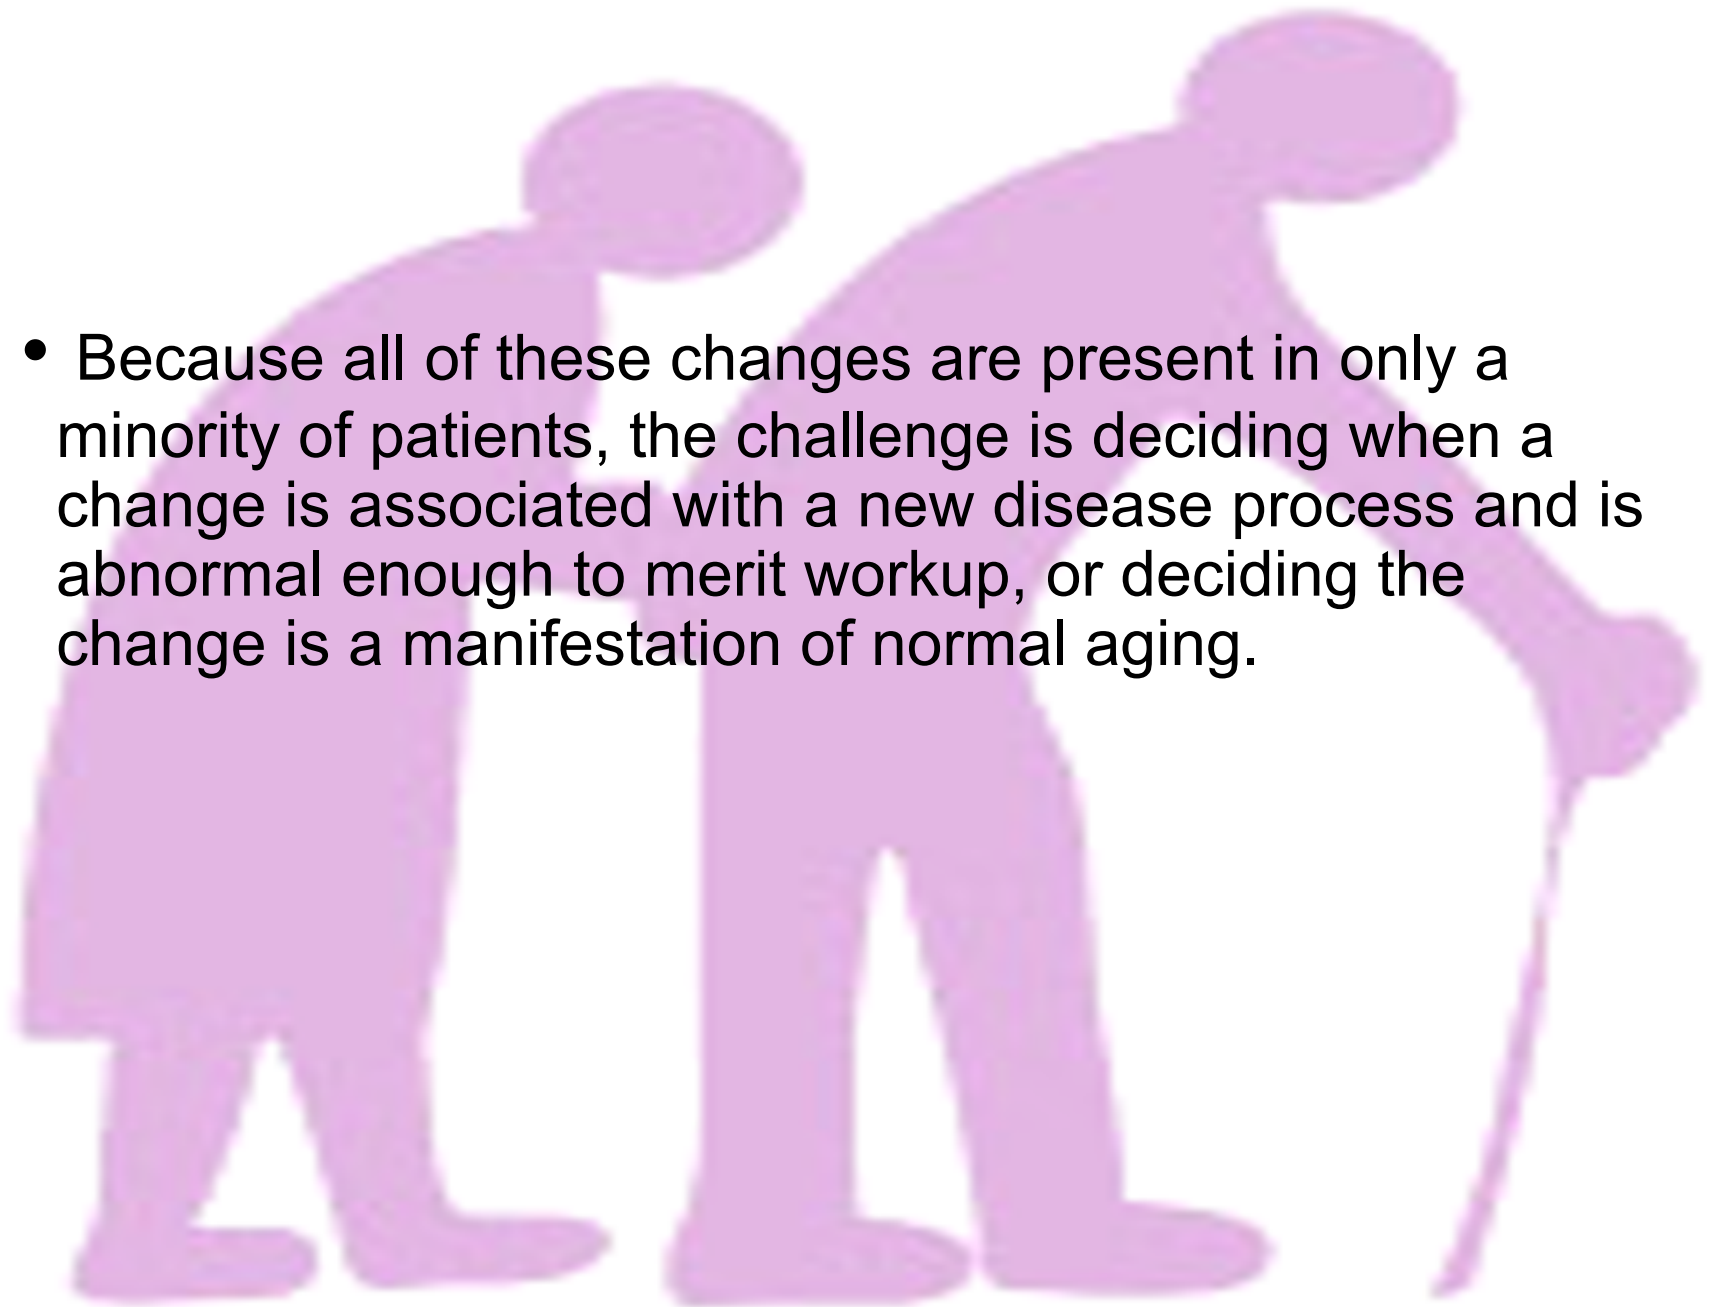 • Because all of these changes are present in only a
minority of patients, the challenge is deciding when a
change is associated with a new disease process and is
abnormal enough to merit workup, or deciding the
change is a manifestation of normal aging.